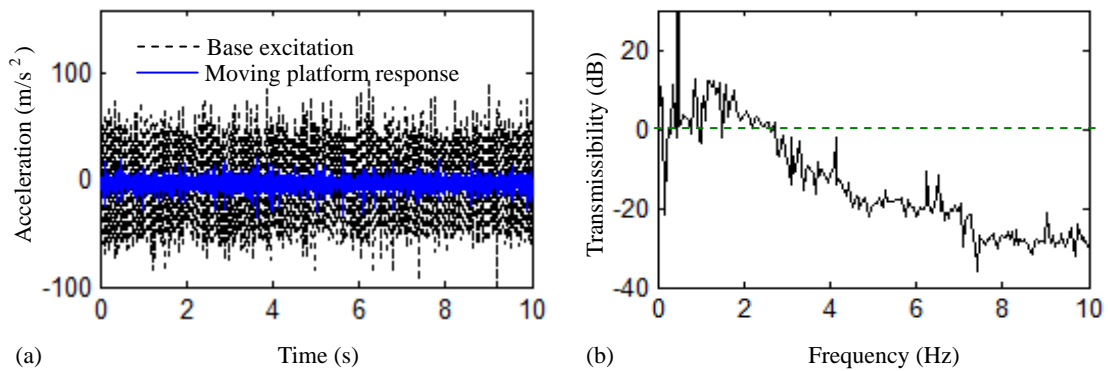 Base excitation
Moving platform response
Acceleration (m/s²)
100
0
-100
0
2
4
6
8
10
Time (s)
(a)
Transmissibility (dB)
20
0
-20
-40
0
2
4
6
8
10
Frequency (Hz)
(b)